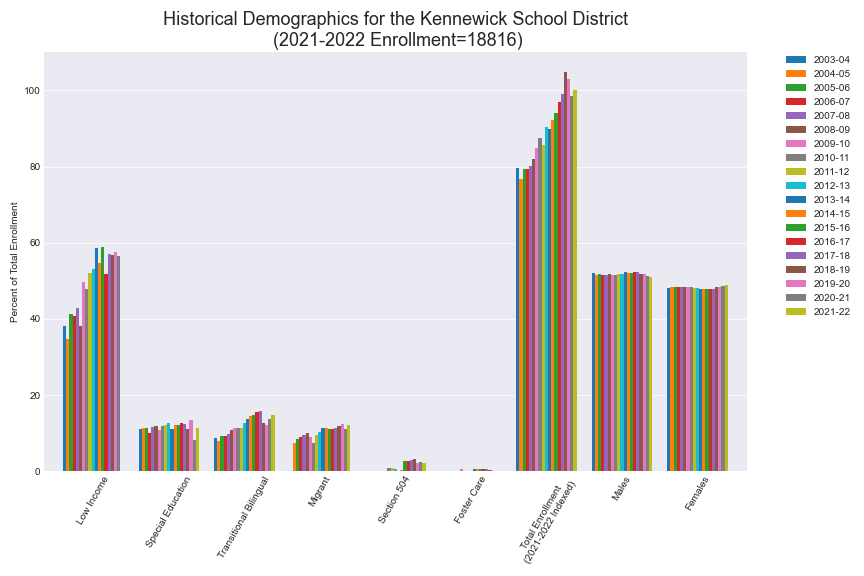 Historical Demographics for the Kennewick School District
(2021-2022 Enrollment=18816)
Percent of Total Enrollment
100
80
60
40
20
0
Low Income
Special Education
Transitional Bilingual
Migrant
Section 504
Foster Care
Total Enrollment
(2021-2022 Indexed)
Males
Females
2003-04
2004-05
2005-06
2006-07
2007-08
2008-09
2009-10
2010-11
2011-12
2012-13
2013-14
2014-15
2015-16
2016-17
2017-18
2018-19
2019-20
2020-21
2021-22